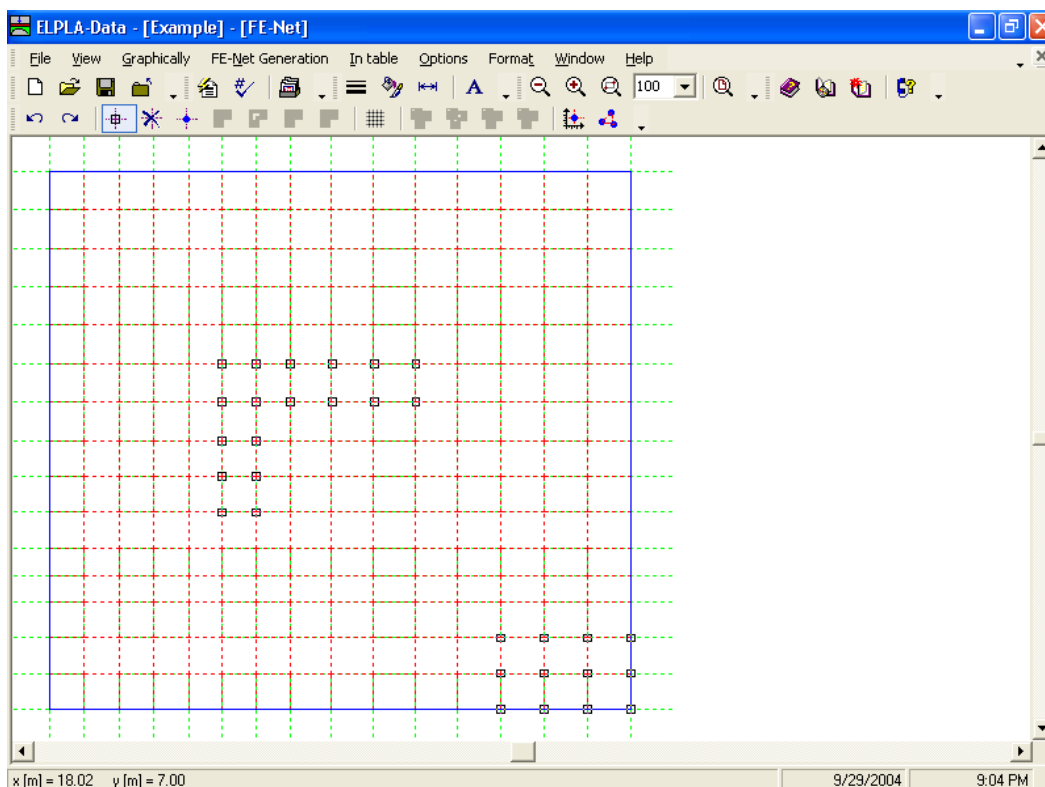 ELPLA-Data - [Example] - [FE-Net]
File View Graphically FE-Net Generation In table Options Format Window Help
100
A
x [m] = 18.02 y [m] = 7.00 9/29/2004 9:04 PM